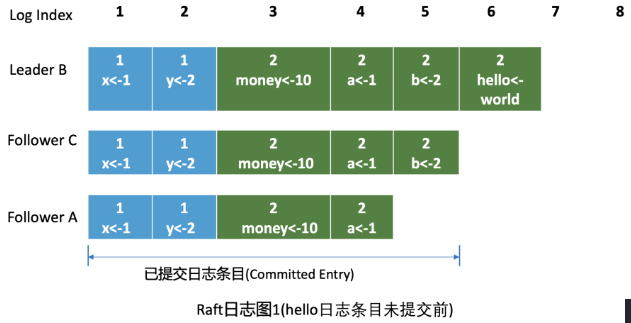 Log Index 1 2 3 4 5 6 7 8
Leader B
1 1 2 2 2 2
x<-1 y<-2 money<-10 a<-1 b<-2 hello<-world
Follower C
1 1 2 2 2
x<-1 y<-2 money<-10 a<-1 b<-2
Follower A
1 1 2 2
x<-1 y<-2 money<-10 a<-1
已提交日志条目(Committed Entry)
Raft日志图1(hello日志条目未提交前)